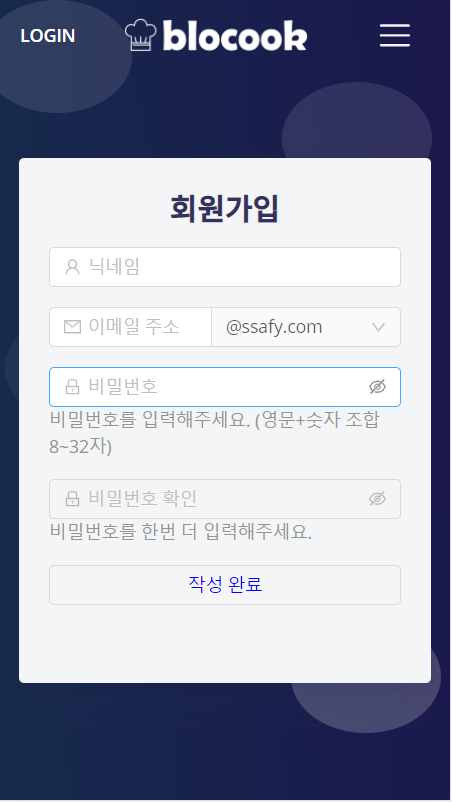 LOGIN
blocook
회원가입
닉네임
이메일 주소
@ssafy.com
비밀번호
비밀번호를 입력해주세요. (영문+숫자 조합
8~32자)
비밀번호 확인
비밀번호를 한번 더 입력해주세요.
작성 완료